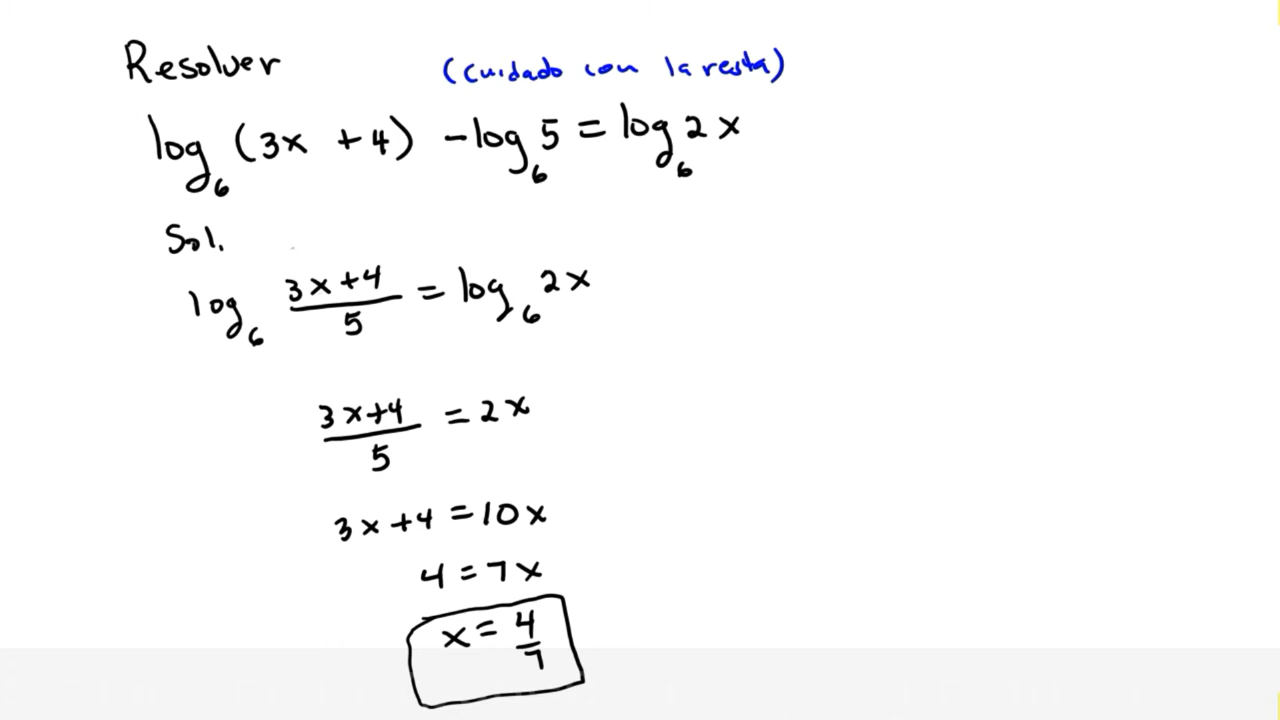 Resolver (cuidado con la resta)
log₆ (3x + 4) - log₆ 5 = log₆ 2x
Sol.
log₆ (3x+4)/5 = log₆ 2x
(3x+4)/5 = 2x
3x+4 = 10x
4 = 7x
x = 4/7